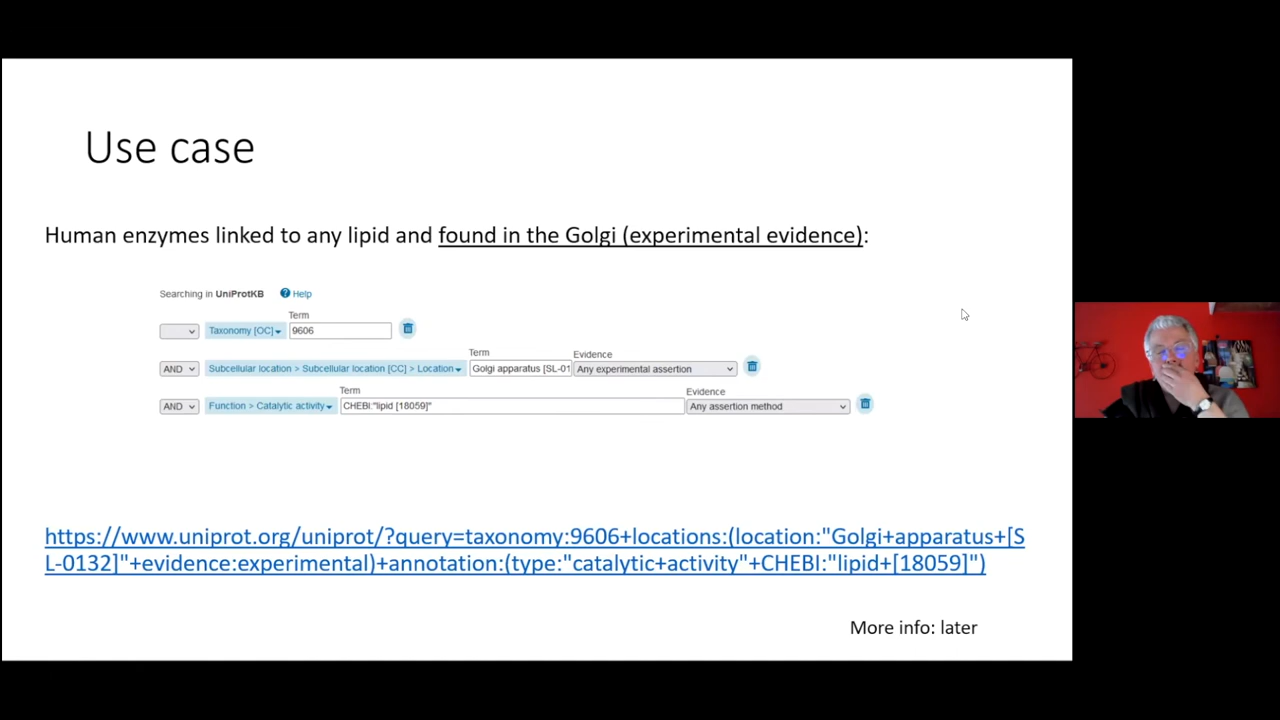 Use case
Human enzymes linked to any lipid and found in the Golgi (experimental evidence):
Searching in UniProtKB Help
Term
Taxonomy [OC] 9606
Term Evidence
AND Subcellular location > Subcellular location [CC] > Location Golgi apparatus [SL-01 Any experimental assertion
Term Evidence
AND Function > Catalytic activity CHEBI:"lipid [18059]" Any assertion method
https://www.uniprot.org/uniprot/?query=taxonomy:9606+locations:(location:"Golgi+apparatus+[S
L-0132]"+evidence:experimental)+annotation:(type:"catalytic+activity"+CHEBI:"lipid+[18059]")
More info: later